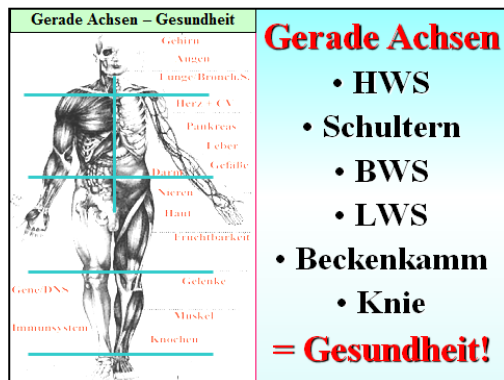 Gerade Achsen – Gesundheit
Gehirn
Augen
Lunge-Bronch.S.
Herz + CV
Pankreas
Leber
Gefäße
Darm
Nieren
Haut
Fruchtbarkeit
Gelenke
Gene/DNS
Muskel
Immunsystem
Knochen
Gerade Achsen
• HWS
• Schultern
• BWS
• LWS
• Beckenkamm
• Knie
= Gesundheit!